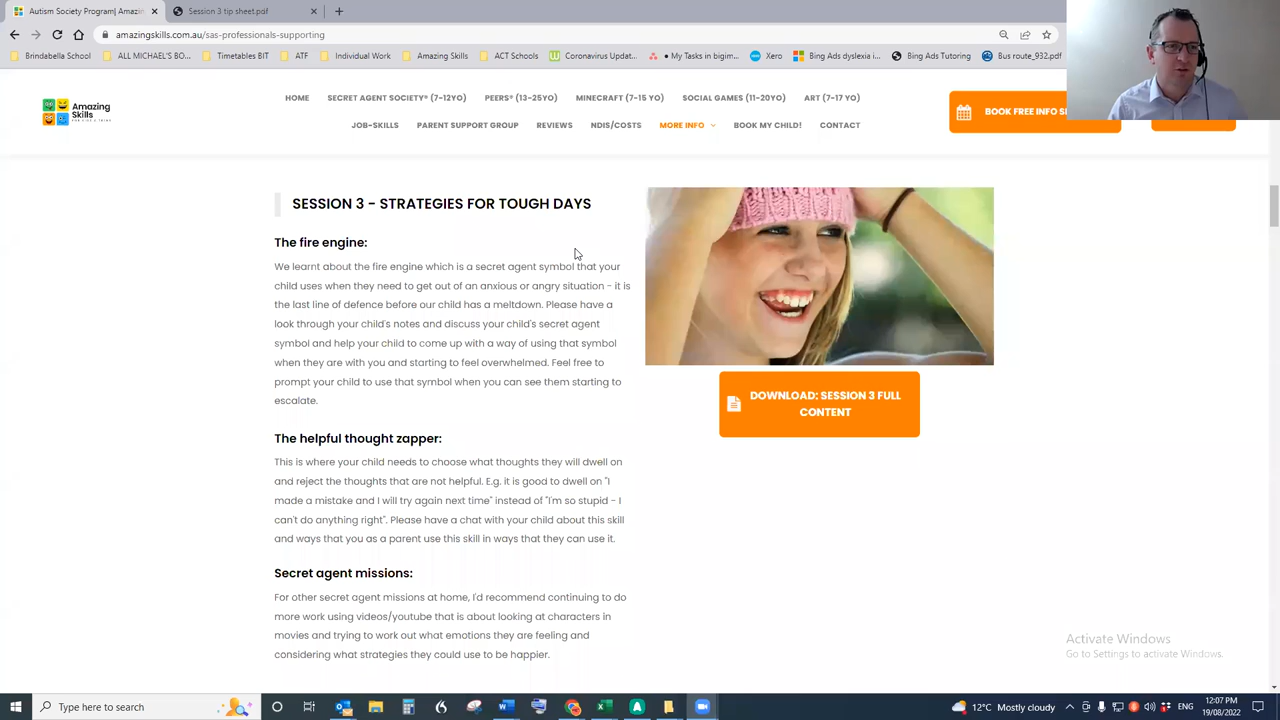 Autism Society Program| Amazin
Session 3 t sheet.pdf
amazingskills.com.au/sas-professionals-supporting
Brindabella Co
ALL MICHAEL'S BO...
Timetables BIT
ATF
Individual Work
Amazing Skills
ACT Schools
Coronavirus Updat...
• My Tasks in bigim...
Xero
Bing Ads dyslexia i...
Bing Ads Tutoring
Bus route_932.pdf
Amazing
Skills
HOME
SECRET AGENT SOCIETY® (7-12YO)
PEERS® (13-25YO)
MINECRAFT (7-15 YO)
SOCIAL GAMES (11-20YO)
ART (7-17 YO)
JOB-SKILLS
PARENT SUPPORT GROUP
REVIEWS
NDIS/COSTS
MORE INFO
BOOK MY CHILD!
CONTACT
BOOK FREE INFO
SESSION 3 - STRATEGIES FOR TOUGH DAYS
The fire engine:
We learnt about the fire engine which is a secret agent symbol that your
child uses when they need to get out of an anxious or angry situation - it is
the last line of defence before our child has a meltdown. Please have a
look through your child's notes and discuss your child's secret agent
symbol and help your child to come up with a way of using that symbol
when they are with you and starting to feel overwhelmed. Feel free to
prompt your child to use that symbol when you can see them starting to
escalate.
DOWNLOAD: SESSION 3 FULL
CONTENT
The helpful thought zapper:
This is where your child needs to choose what thoughts they will dwell on
and reject the thoughts that are not helpful. E.g. it is good to dwell on "I
made a mistake and I will try again next time" instead of "I'm so stupid - I
can't do anything right". Please have a chat with your child about this skill
and ways that you as a parent use this skill in ways that they can use it.
Secret agent missions:
For other secret agent missions at home, I'd recommend continuing to do
more work using videos/youtube that is about looking at characters in
movies and trying to work out what emotions they are feeling and
considering what strategies they could use to be happier.
Activate Windows
Go to Settings to activate Windows.
Type here to search
12°C Mostly cloudy
12:07 PM
19/08/2022